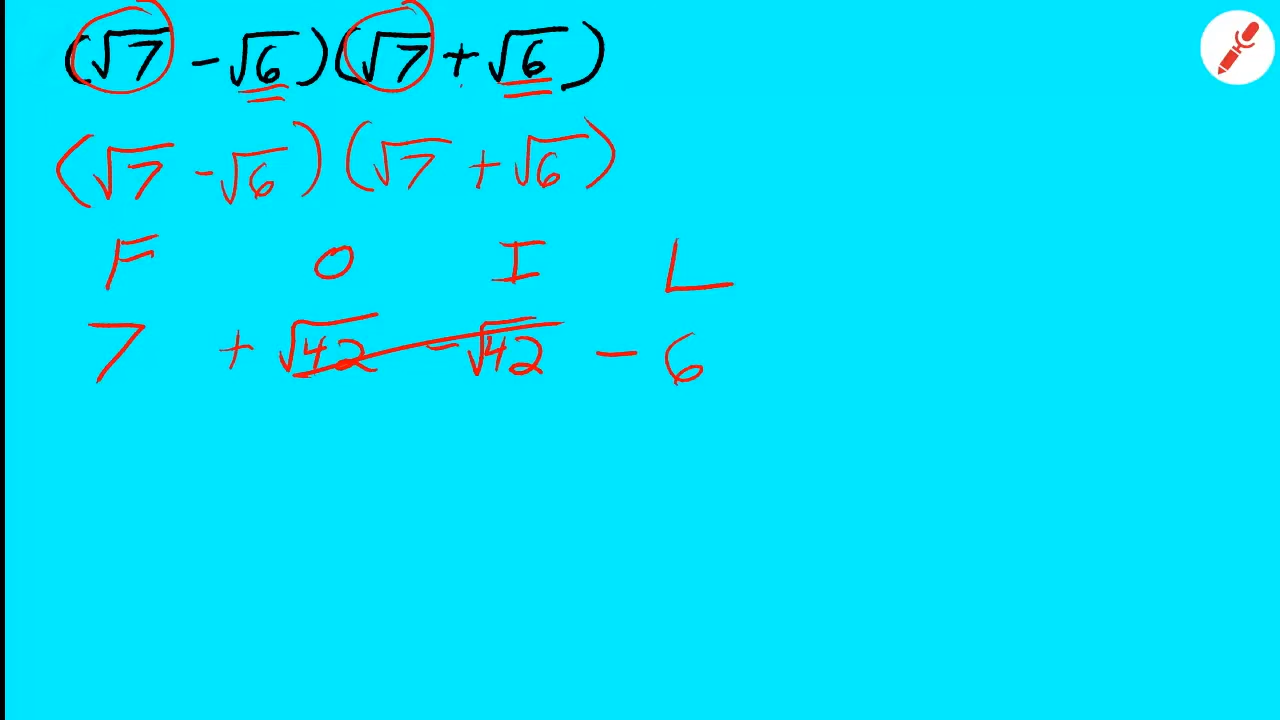 (√7 - √6)(√7 + √6)
(√7 - √6)(√7 + √6)
F O I L
7 + √42 - √42 - 6